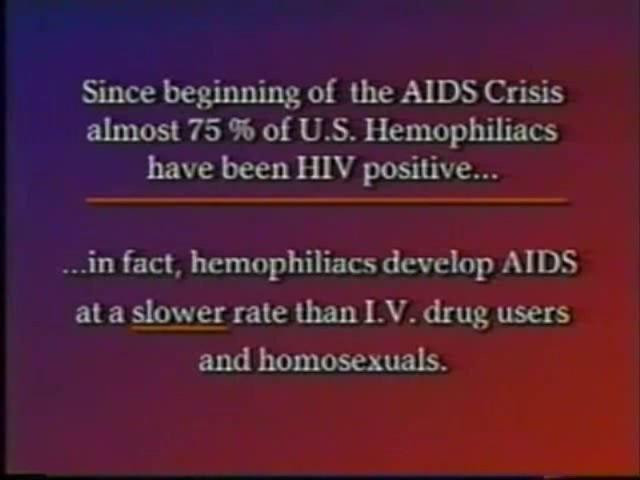 Since beginning of the AIDS Crisis
almost 75 % of U.S. Hemophiliacs
have been HIV positive...
...in fact, hemophiliacs develop AIDS
at a slower rate than I.V. drug users
and homosexuals.